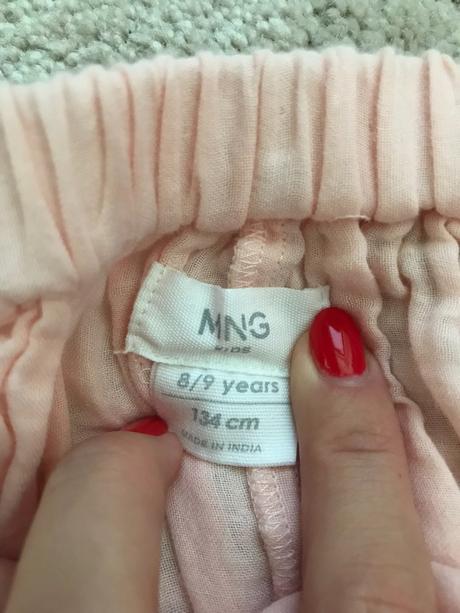 MNG
KIDS
8/9 years
134 cm
MADE IN INDIA